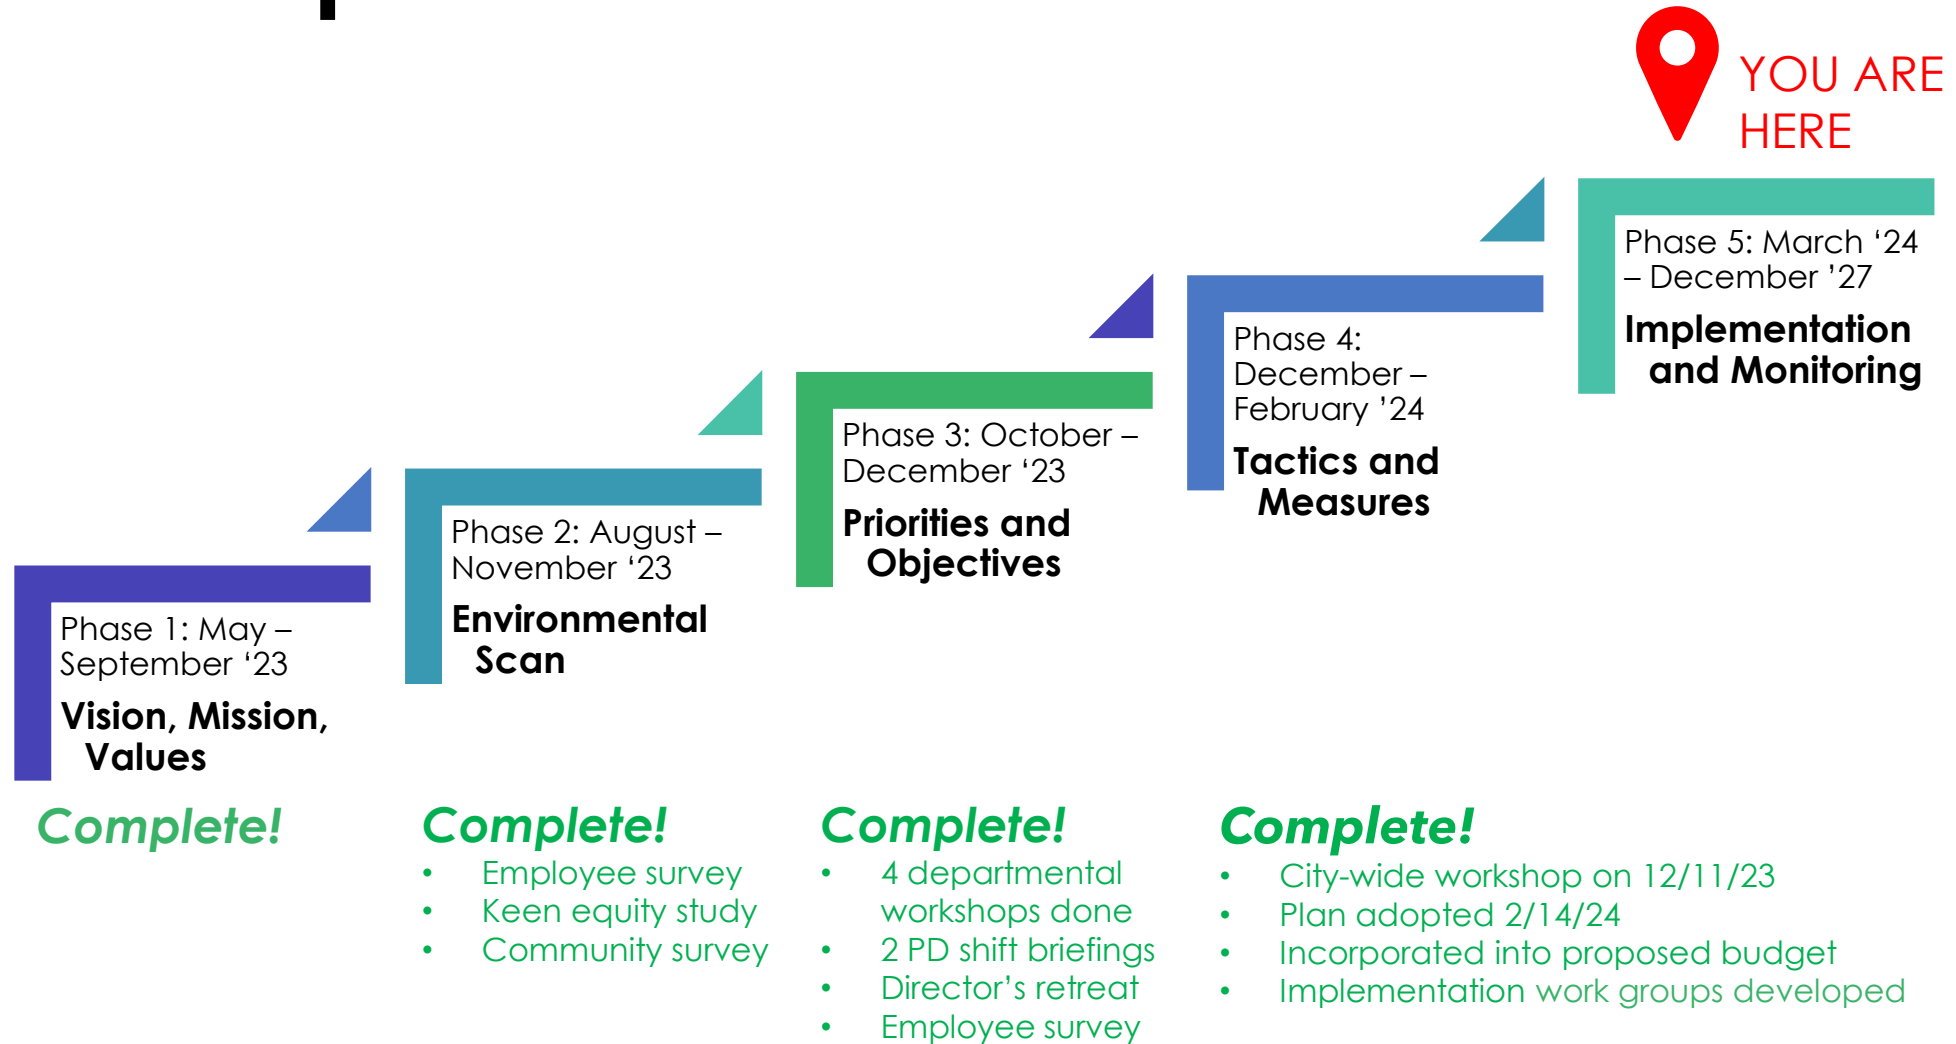 YOU ARE
HERE
Phase 1: May –
September ‘23
Vision, Mission,
Values
Complete!
Phase 2: August –
November ‘23
Environmental
Scan
Complete!
• Employee survey
• Keen equity study
• Community survey
Phase 3: October –
December ‘23
Priorities and
Objectives
Complete!
• 4 departmental
workshops done
• 2 PD shift briefings
• Director’s retreat
• Employee survey
Phase 4:
December –
February ’24
Tactics and
Measures
Complete!
• City-wide workshop on 12/11/23
• Plan adopted 2/14/24
• Incorporated into proposed budget
• Implementation work groups developed
Phase 5: March ‘24
– December ’27
Implementation
and Monitoring